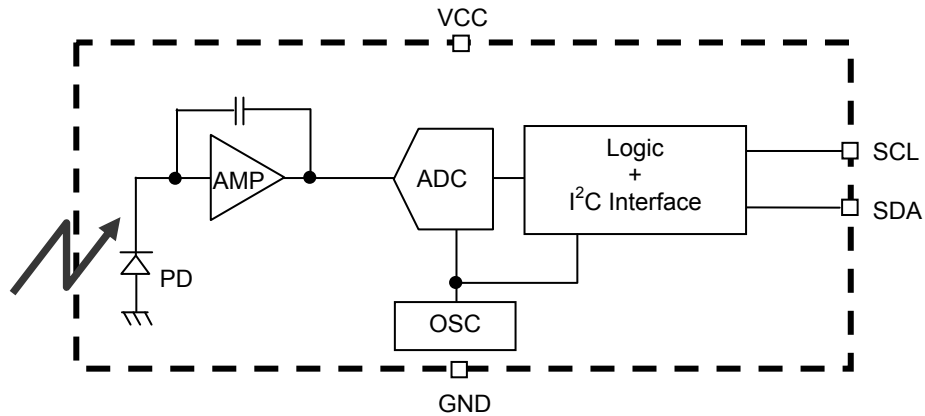 VCC
AMP
ADC
Logic
+
I²C Interface
SCL
SDA
PD
OSC
GND